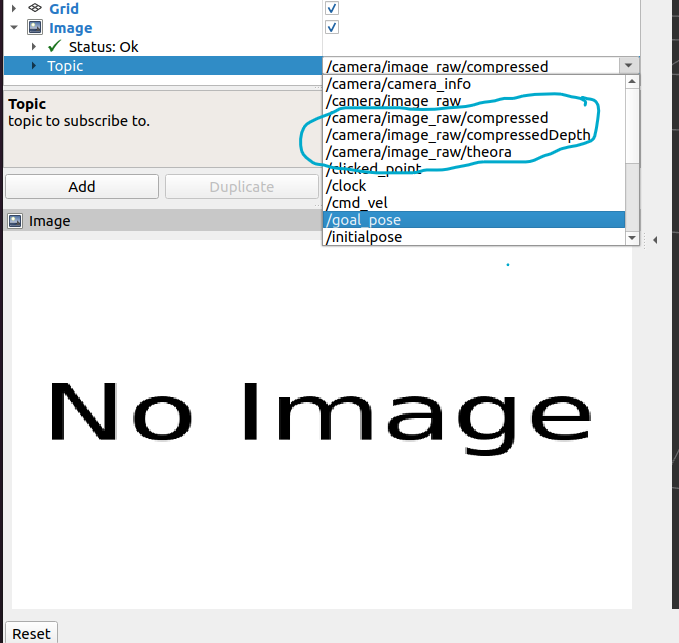 Grid
Image
Status: Ok
Topic
/camera/image_raw/compressed
/camera/camera_info
/camera/image_raw
/camera/image_raw/compressed
/camera/image_raw/compressedDepth
/camera/image_raw/theora
/clicked_point
/clock
/cmd_vel
/goal_pose
/initialpose
Topic
topic to subscribe to.
Add
Duplicate
Image
No Image
Reset